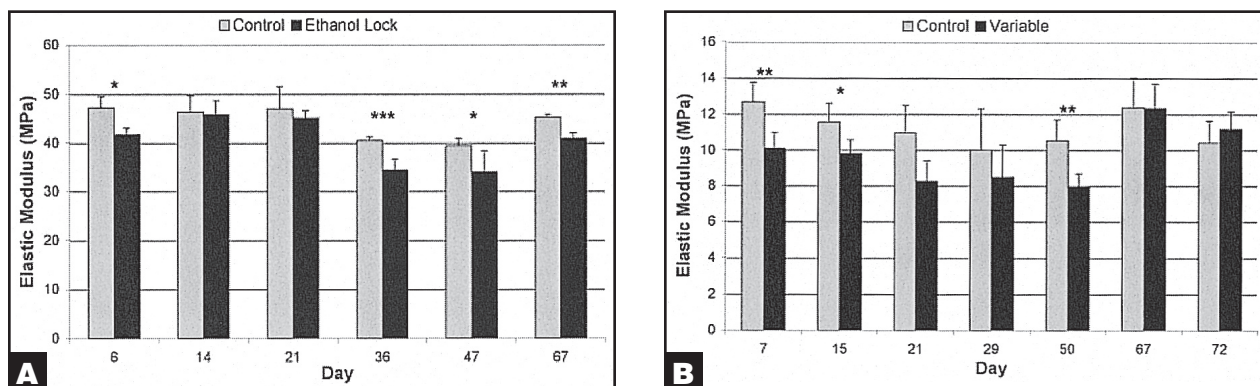 Control Ethanol Lock
Elastic Modulus (MPa)
60
50
40
30
20
10
0
* *** * **
6 14 21 36 47 67
Day
A
Control Variable
Elastic Modulus (MPa)
16
14
12
10
8
6
4
2
0
** * **
7 15 21 29 50 67 72
Day
B